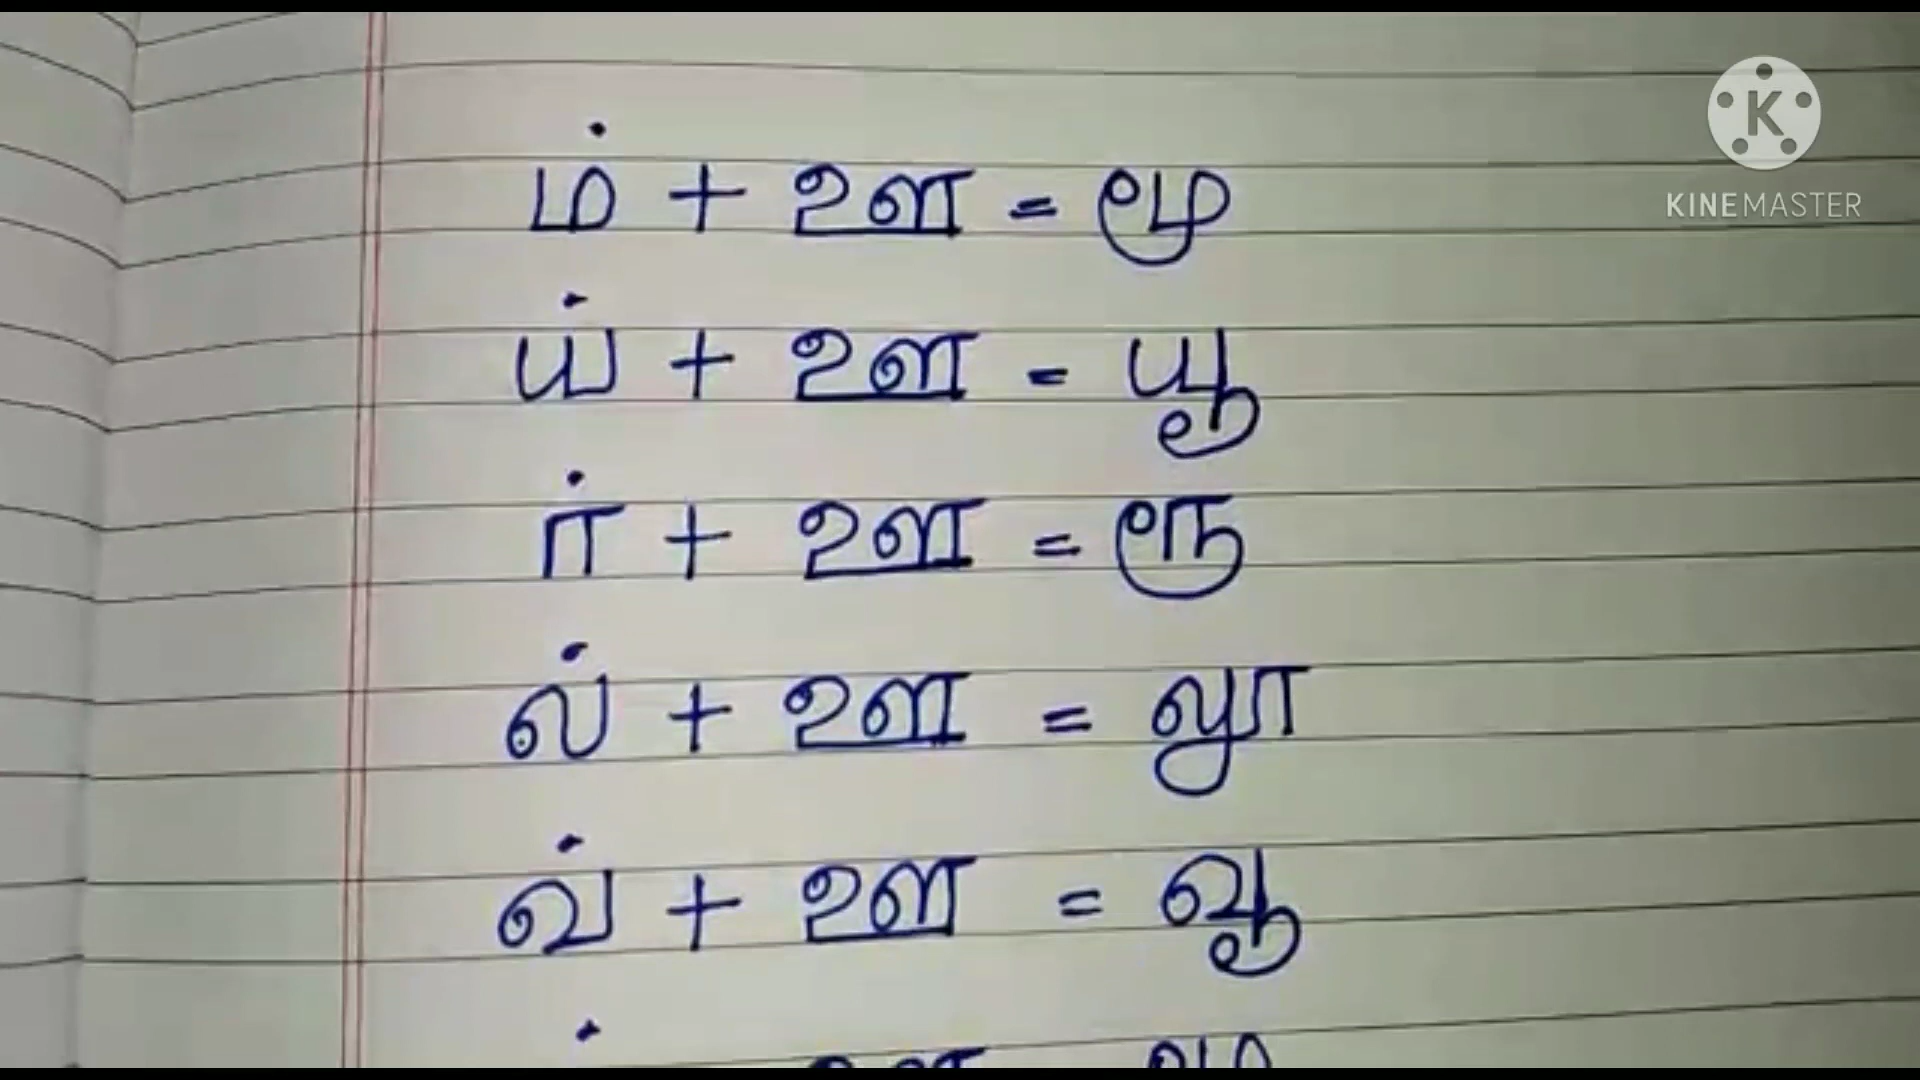 ம் + ஊ = மூ
KINEMASTER
ய் + ஊ = யூ
ர் + ஊ = ரூ
ல் + ஊ = லூ
வ் + ஊ = வூ